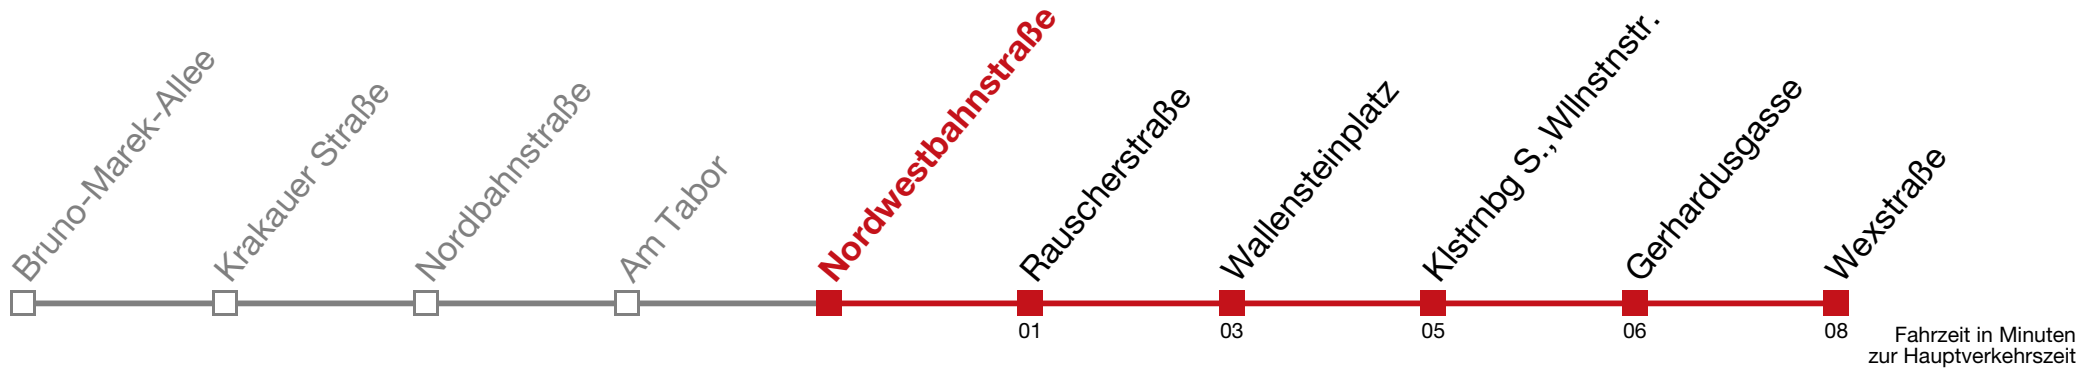 Bruno-Marek-Allee
Krakauer Straße
Nordbahnstraße
Am Tabor
Nordwestbahnstraße
Rauscherstraße
Wallensteinplatz
Klstrnbg S.,Wllnstnstr.
Gerhardusgasse
Wexstraße
01
03
05
06
08
Fahrzeit in Minuten
zur Hauptverkehrszeit